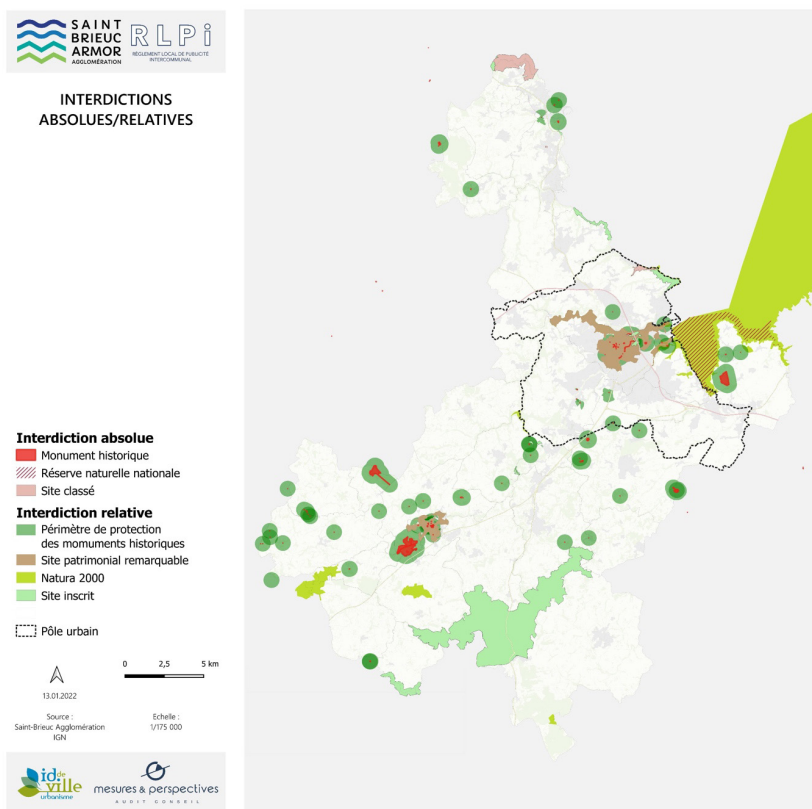 SAINT
BRIEUC
ARMOR
AGGLOMÉRATION
RLPi
RÈGLEMENT LOCAL DE PUBLICITÉ
INTERCOMMUNAL
INTERDICTIONS
ABSOLUES/RELATIVES
Interdiction absolue
Monument historique
Réserve naturelle nationale
Site classé
Interdiction relative
Périmètre de protection
des momuments historiques
Site patrimonial remarquable
Natura 2000
Site inscrit
Pôle urbain
0 2,5 5 km
13.01.2022
Source :
Saint-Brieuc Agglomération
IGN
Echelle :
1/175 000
id de
ville
urbanisme
mesures & perspectives
AUDIT CONSEIL